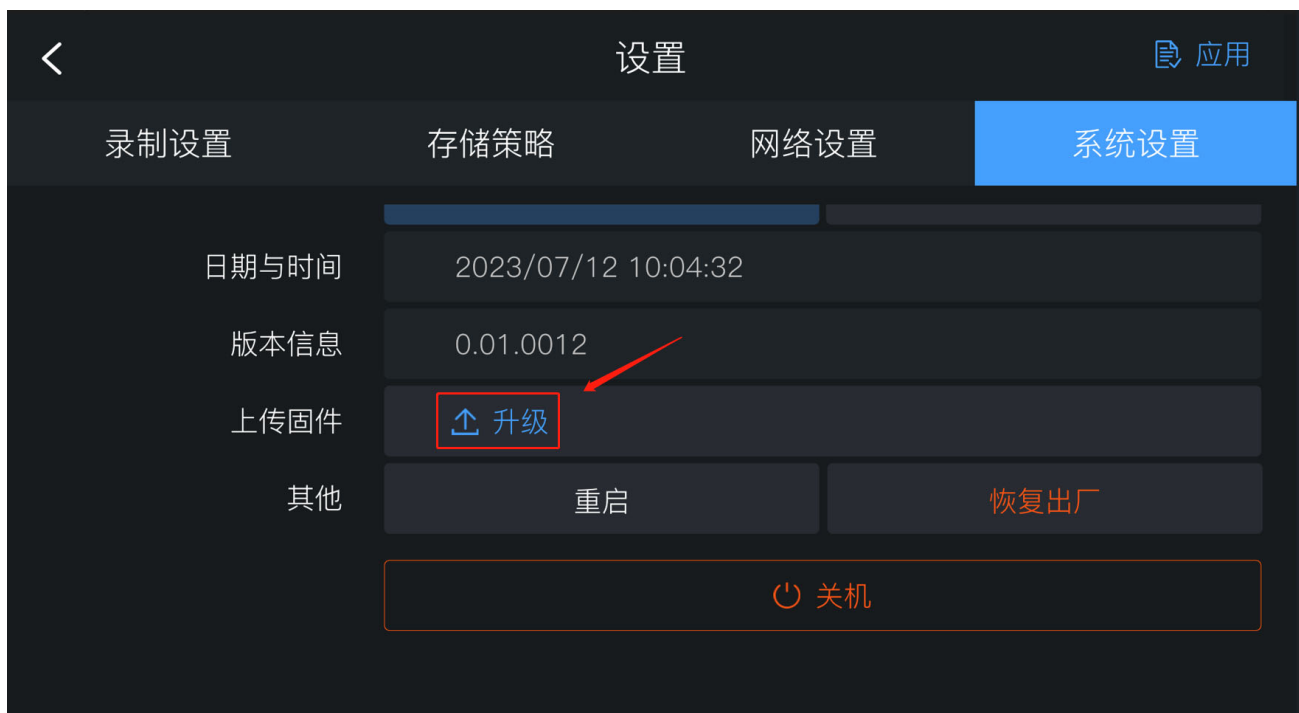 设置 应用
录制设置 存储策略 网络设置 系统设置
日期与时间 2023/07/12 10:04:32
版本信息 0.01.0012
上传固件 升级
其他 重启 恢复出厂
关机